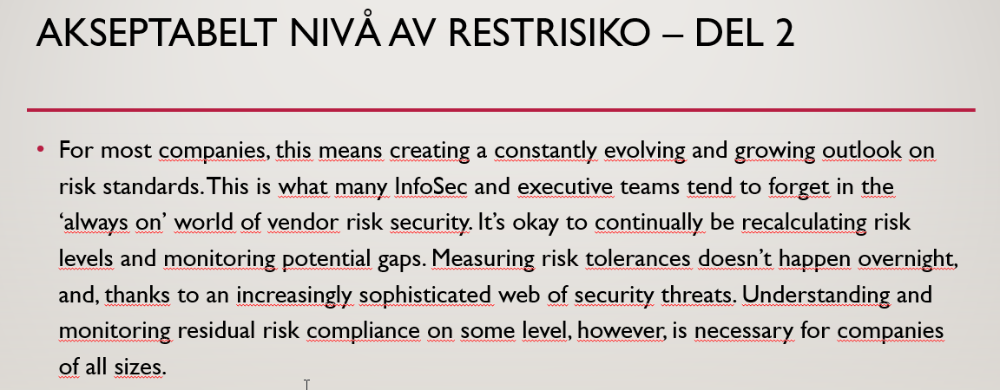 AKSEPTABELT NIVÅ AV RESTRISIKO – DEL 2
• For most companies, this means creating a constantly evolving and growing outlook on
risk standards. This is what many InfoSec and executive teams tend to forget in the
‘always on’ world of vendor risk security. It’s okay to continually be recalculating risk
levels and monitoring potential gaps. Measuring risk tolerances doesn’t happen overnight,
and, thanks to an increasingly sophisticated web of security threats. Understanding and
monitoring residual risk compliance on some level, however, is necessary for companies
of all sizes.